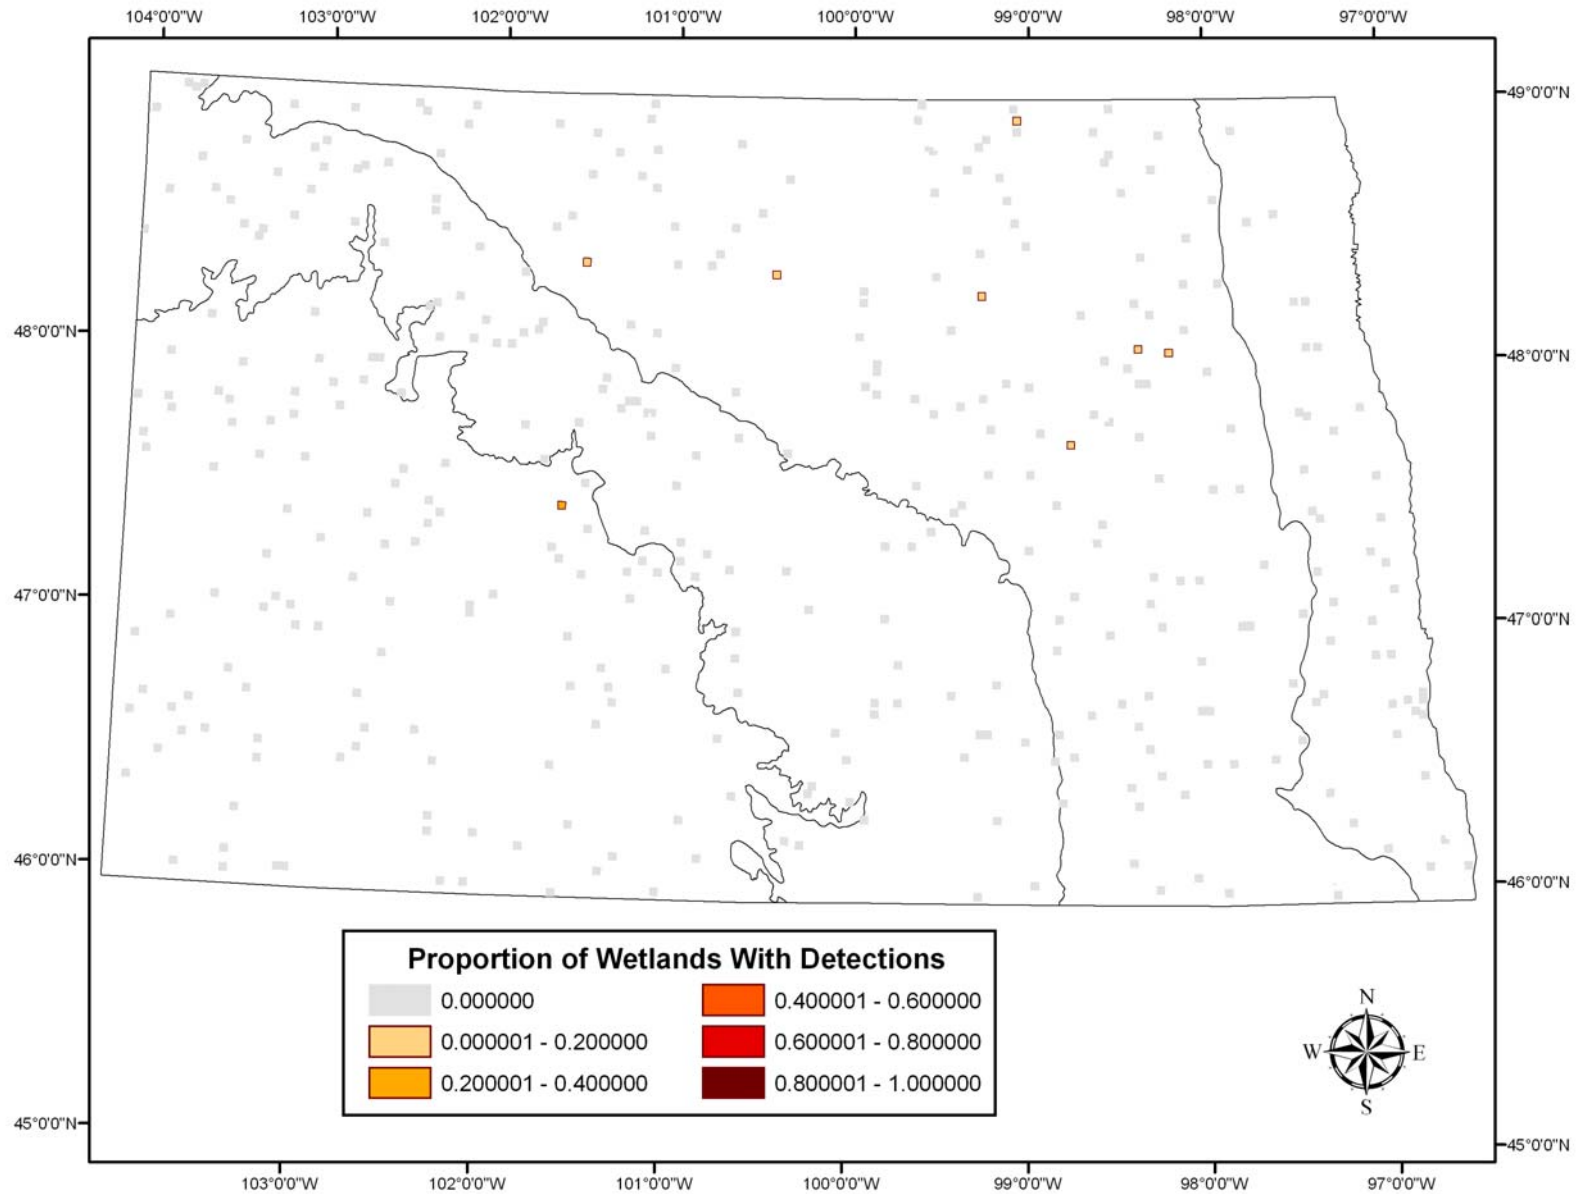 104°0'0"W 103°0'0"W 102°0'0"W 101°0'0"W 100°0'0"W 99°0'0"W 98°0'0"W 97°0'0"W
49°0'0"N
48°0'0"N
48°0'0"N
47°0'0"N
47°0'0"N
46°0'0"N
46°0'0"N
Proportion of Wetlands With Detections
0.000000
0.400001 - 0.600000
0.000001 - 0.200000
0.600001 - 0.800000
0.200001 - 0.400000
0.800001 - 1.000000
N
W E
S
45°0'0"N
45°0'0"N
103°0'0"W 102°0'0"W 101°0'0"W 100°0'0"W 99°0'0"W 98°0'0"W 97°0'0"W